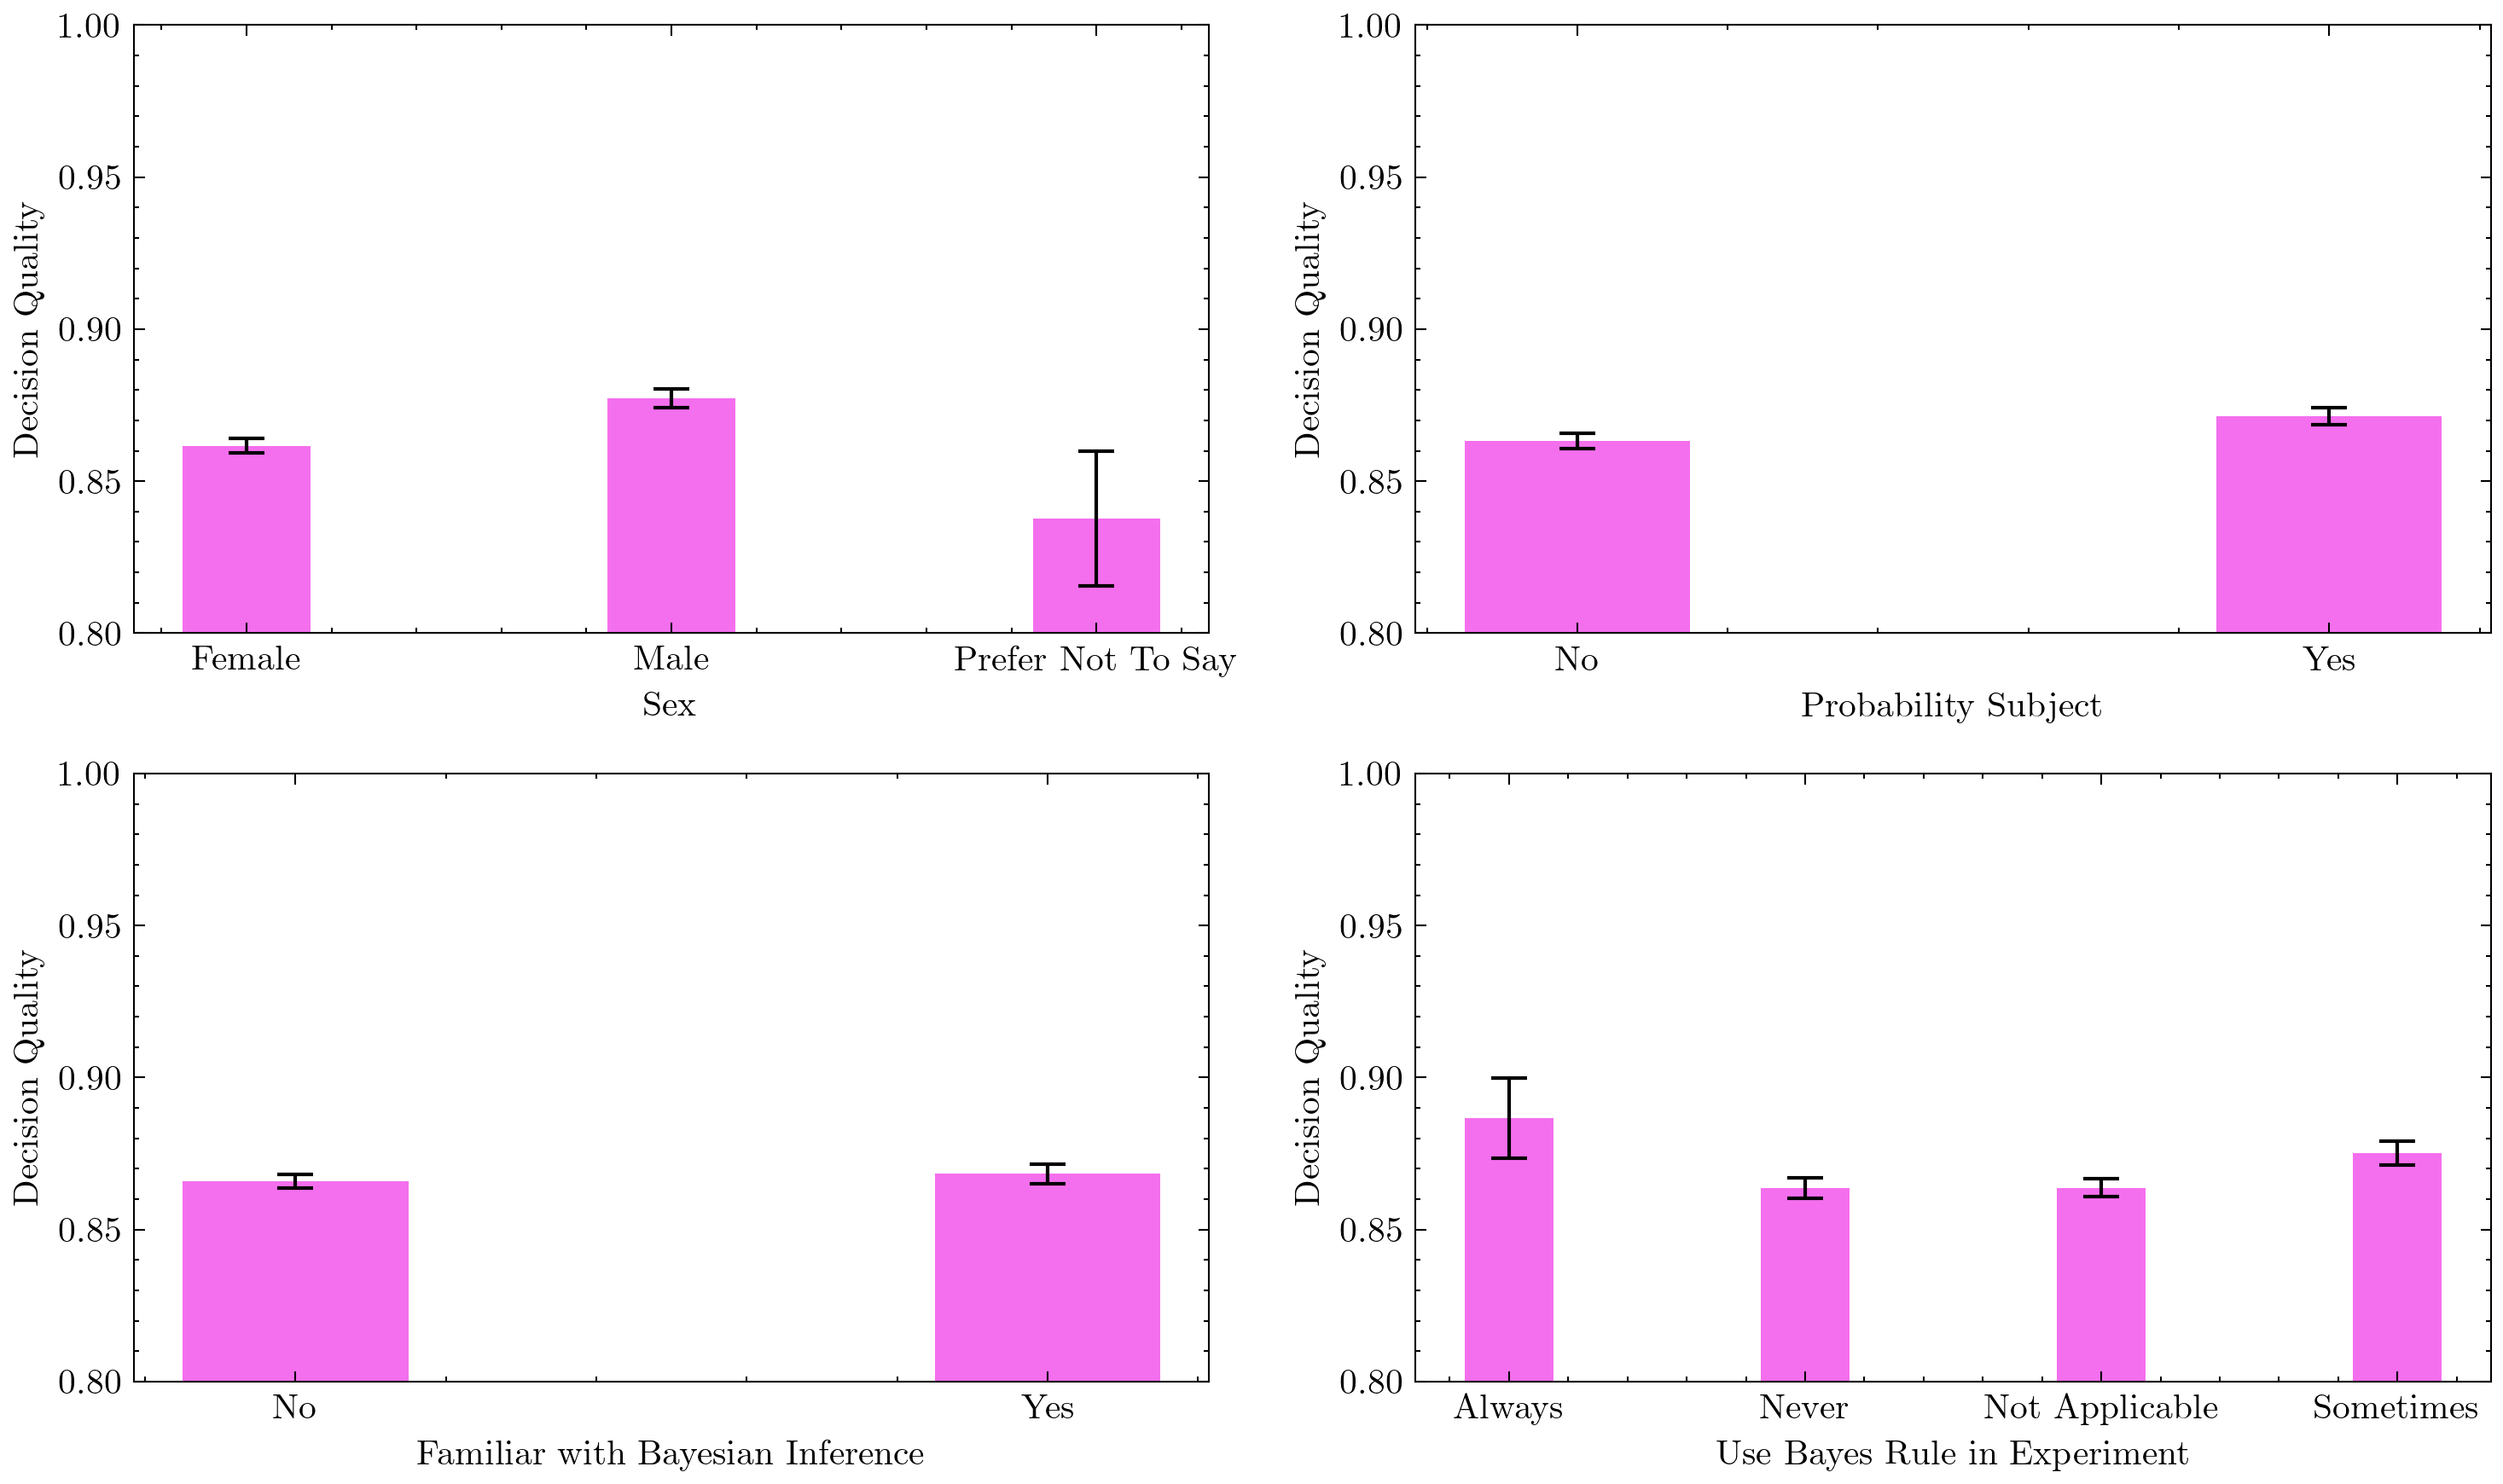 1.00
0.95
0.90
0.85
0.80
Decision Quality
Female Male Prefer Not To Say
Sex
1.00
0.95
0.90
0.85
0.80
Decision Quality
No Yes
Probability Subject
1.00
0.95
0.90
0.85
0.80
Decision Quality
No Yes
Familiar with Bayesian Inference
1.00
0.95
0.90
0.85
0.80
Decision Quality
Always Never Not Applicable Sometimes
Use Bayes Rule in Experiment